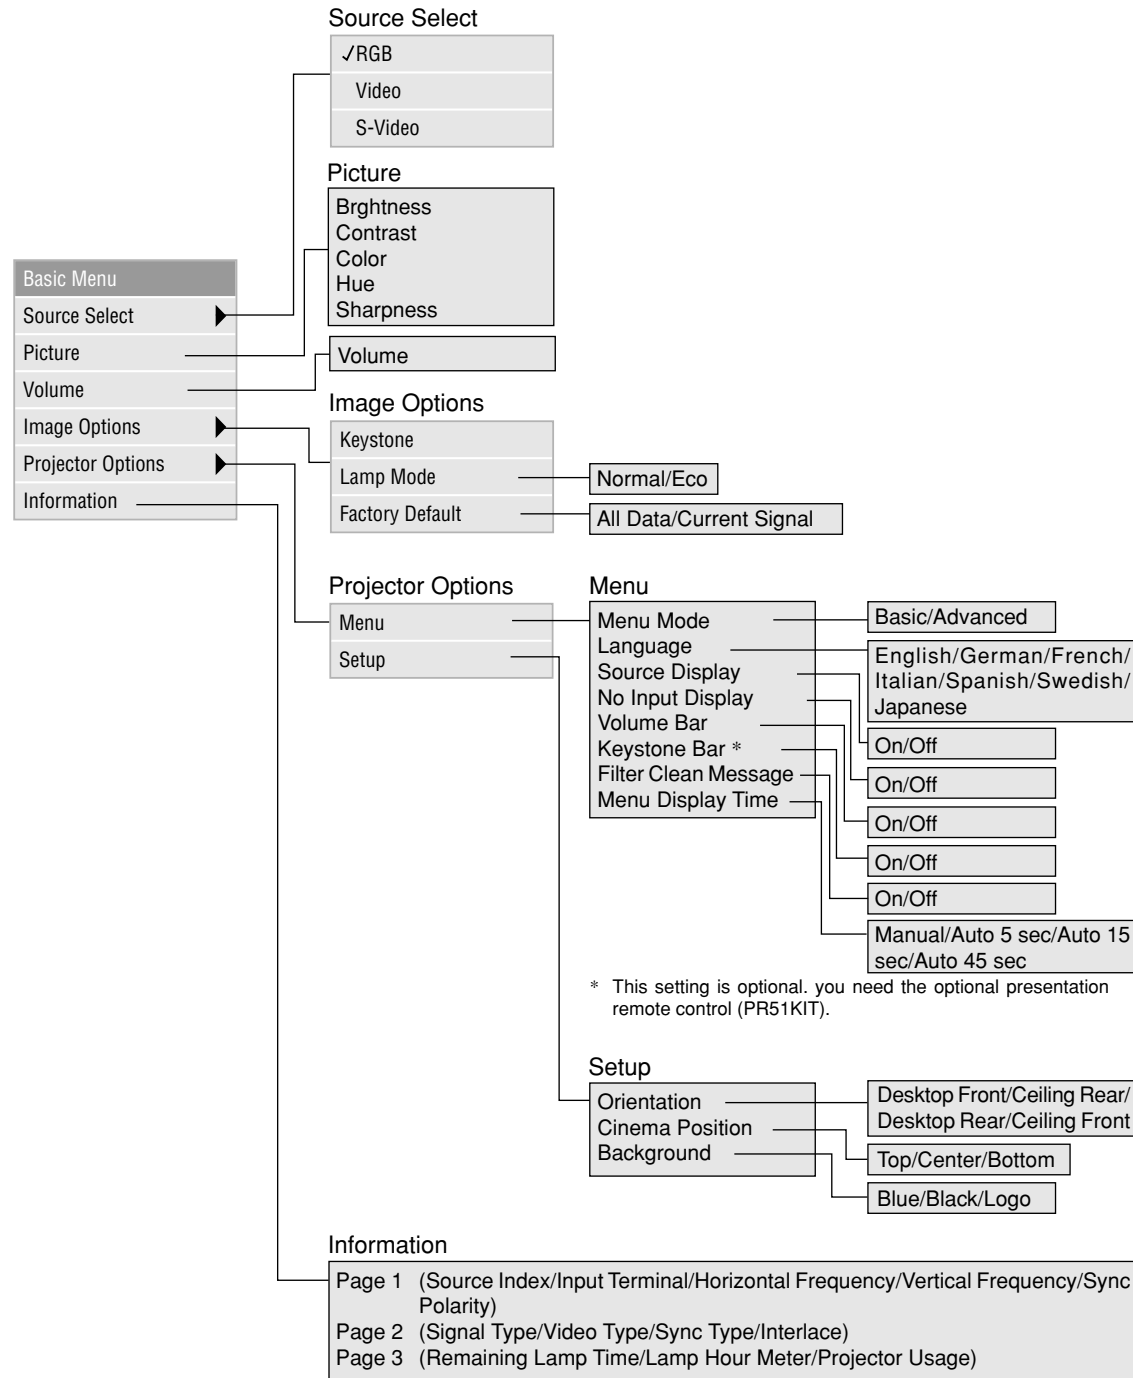 Source Select
✓RGB
Video
S-Video
Picture
Brghtness
Contrast
Color
Hue
Sharpness
Volume
Basic Menu
Source Select
Picture
Volume
Image Options
Projector Options
Information
Image Options
Keystone
Lamp Mode
Factory Default
Normal/Eco
All Data/Current Signal
Projector Options
Menu
Setup
Menu
Menu Mode
Language
Source Display
No Input Display
Volume Bar
Keystone Bar *
Filter Clean Message
Menu Display Time
Basic/Advanced
English/German/French/
Italian/Spanish/Swedish/
Japanese
On/Off
On/Off
On/Off
On/Off
On/Off
Manual/Auto 5 sec/Auto 15
sec/Auto 45 sec
* This setting is optional. you need the optional presentation
remote control (PR51KIT).
Setup
Orientation
Cinema Position
Background
Desktop Front/Ceiling Rear/
Desktop Rear/Ceiling Front
Top/Center/Bottom
Blue/Black/Logo
Information
Page 1 (Source Index/Input Terminal/Horizontal Frequency/Vertical Frequency/Sync
Polarity)
Page 2 (Signal Type/Video Type/Sync Type/Interlace)
Page 3 (Remaining Lamp Time/Lamp Hour Meter/Projector Usage)